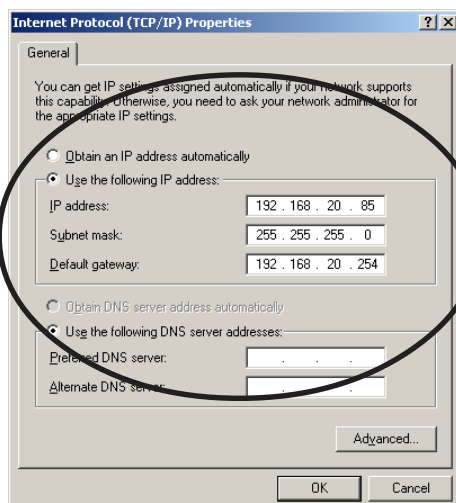 Internet Protocol (TCP/IP) Properties
General
You can get IP settings assigned automatically if your network supports
this capability. Otherwise, you need to ask your network administrator for
the appropriate IP settings.
Obtain an IP address automatically
Use the following IP address:
IP address: 192 . 168 . 20 . 85
Subnet mask: 255 . 255 . 255 . 0
Default gateway: 192 . 168 . 20 . 254
Obtain DNS server address automatically
Use the following DNS server addresses:
Preferred DNS server: . . .
Alternate DNS server: . . .
Advanced...
OK Cancel